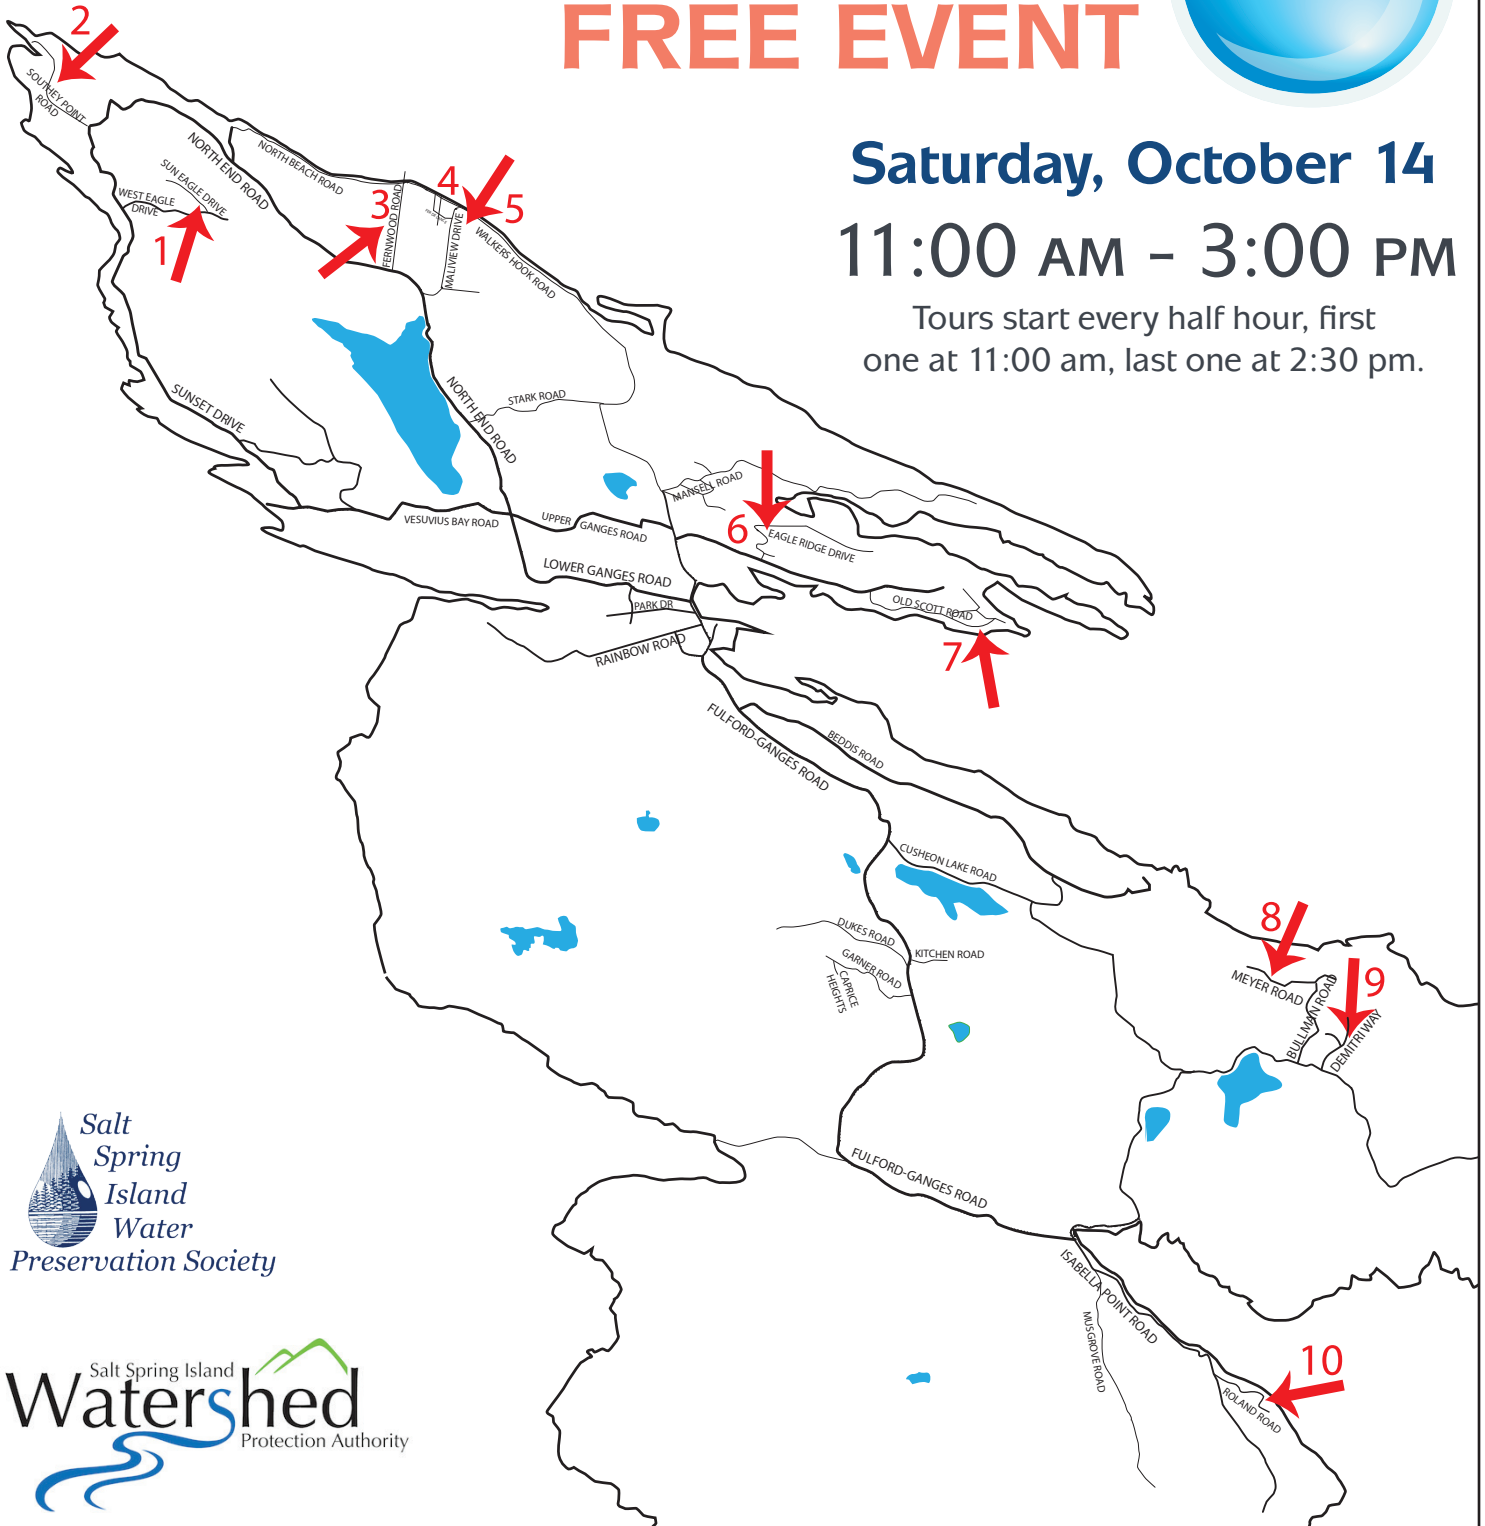 FREE EVENT
Saturday, October 14
11:00 AM – 3:00 PM
Tours start every half hour, first
one at 11:00 am, last one at 2:30 pm.
2
SOUTHEY POINT
ROAD
NORTH END ROAD
NORTH BEACH ROAD
SUN EAGLE DRIVE
WEST EAGLE
DRIVE
1
3
FERNWOOD ROAD
4
5
MALIVIEW DRIVE
WALKERS HOOK ROAD
SUNSET DRIVE
NORTH END ROAD
STARK ROAD
VESUVIUS BAY ROAD
UPPER GANGES ROAD
MANSELL ROAD
6
EAGLE RIDGE DRIVE
LOWER GANGES ROAD
PARK DR
RAINBOW ROAD
OLD SCOTT ROAD
7
FULFORD-GANGES ROAD
BEDDIS ROAD
CUSHEON LAKE ROAD
DUKES ROAD
KITCHEN ROAD
GARNER ROAD
CAPRICE
HEIGHTS
8
MEYER ROAD
9
BULLMAN ROAD
DEMITRI WAY
FULFORD-GANGES ROAD
ISABELLA POINT ROAD
MUSGROVE ROAD
10
ROLAND ROAD
Salt
Spring
Island
Water
Preservation Society
Salt Spring Island
Watershed
Protection Authority